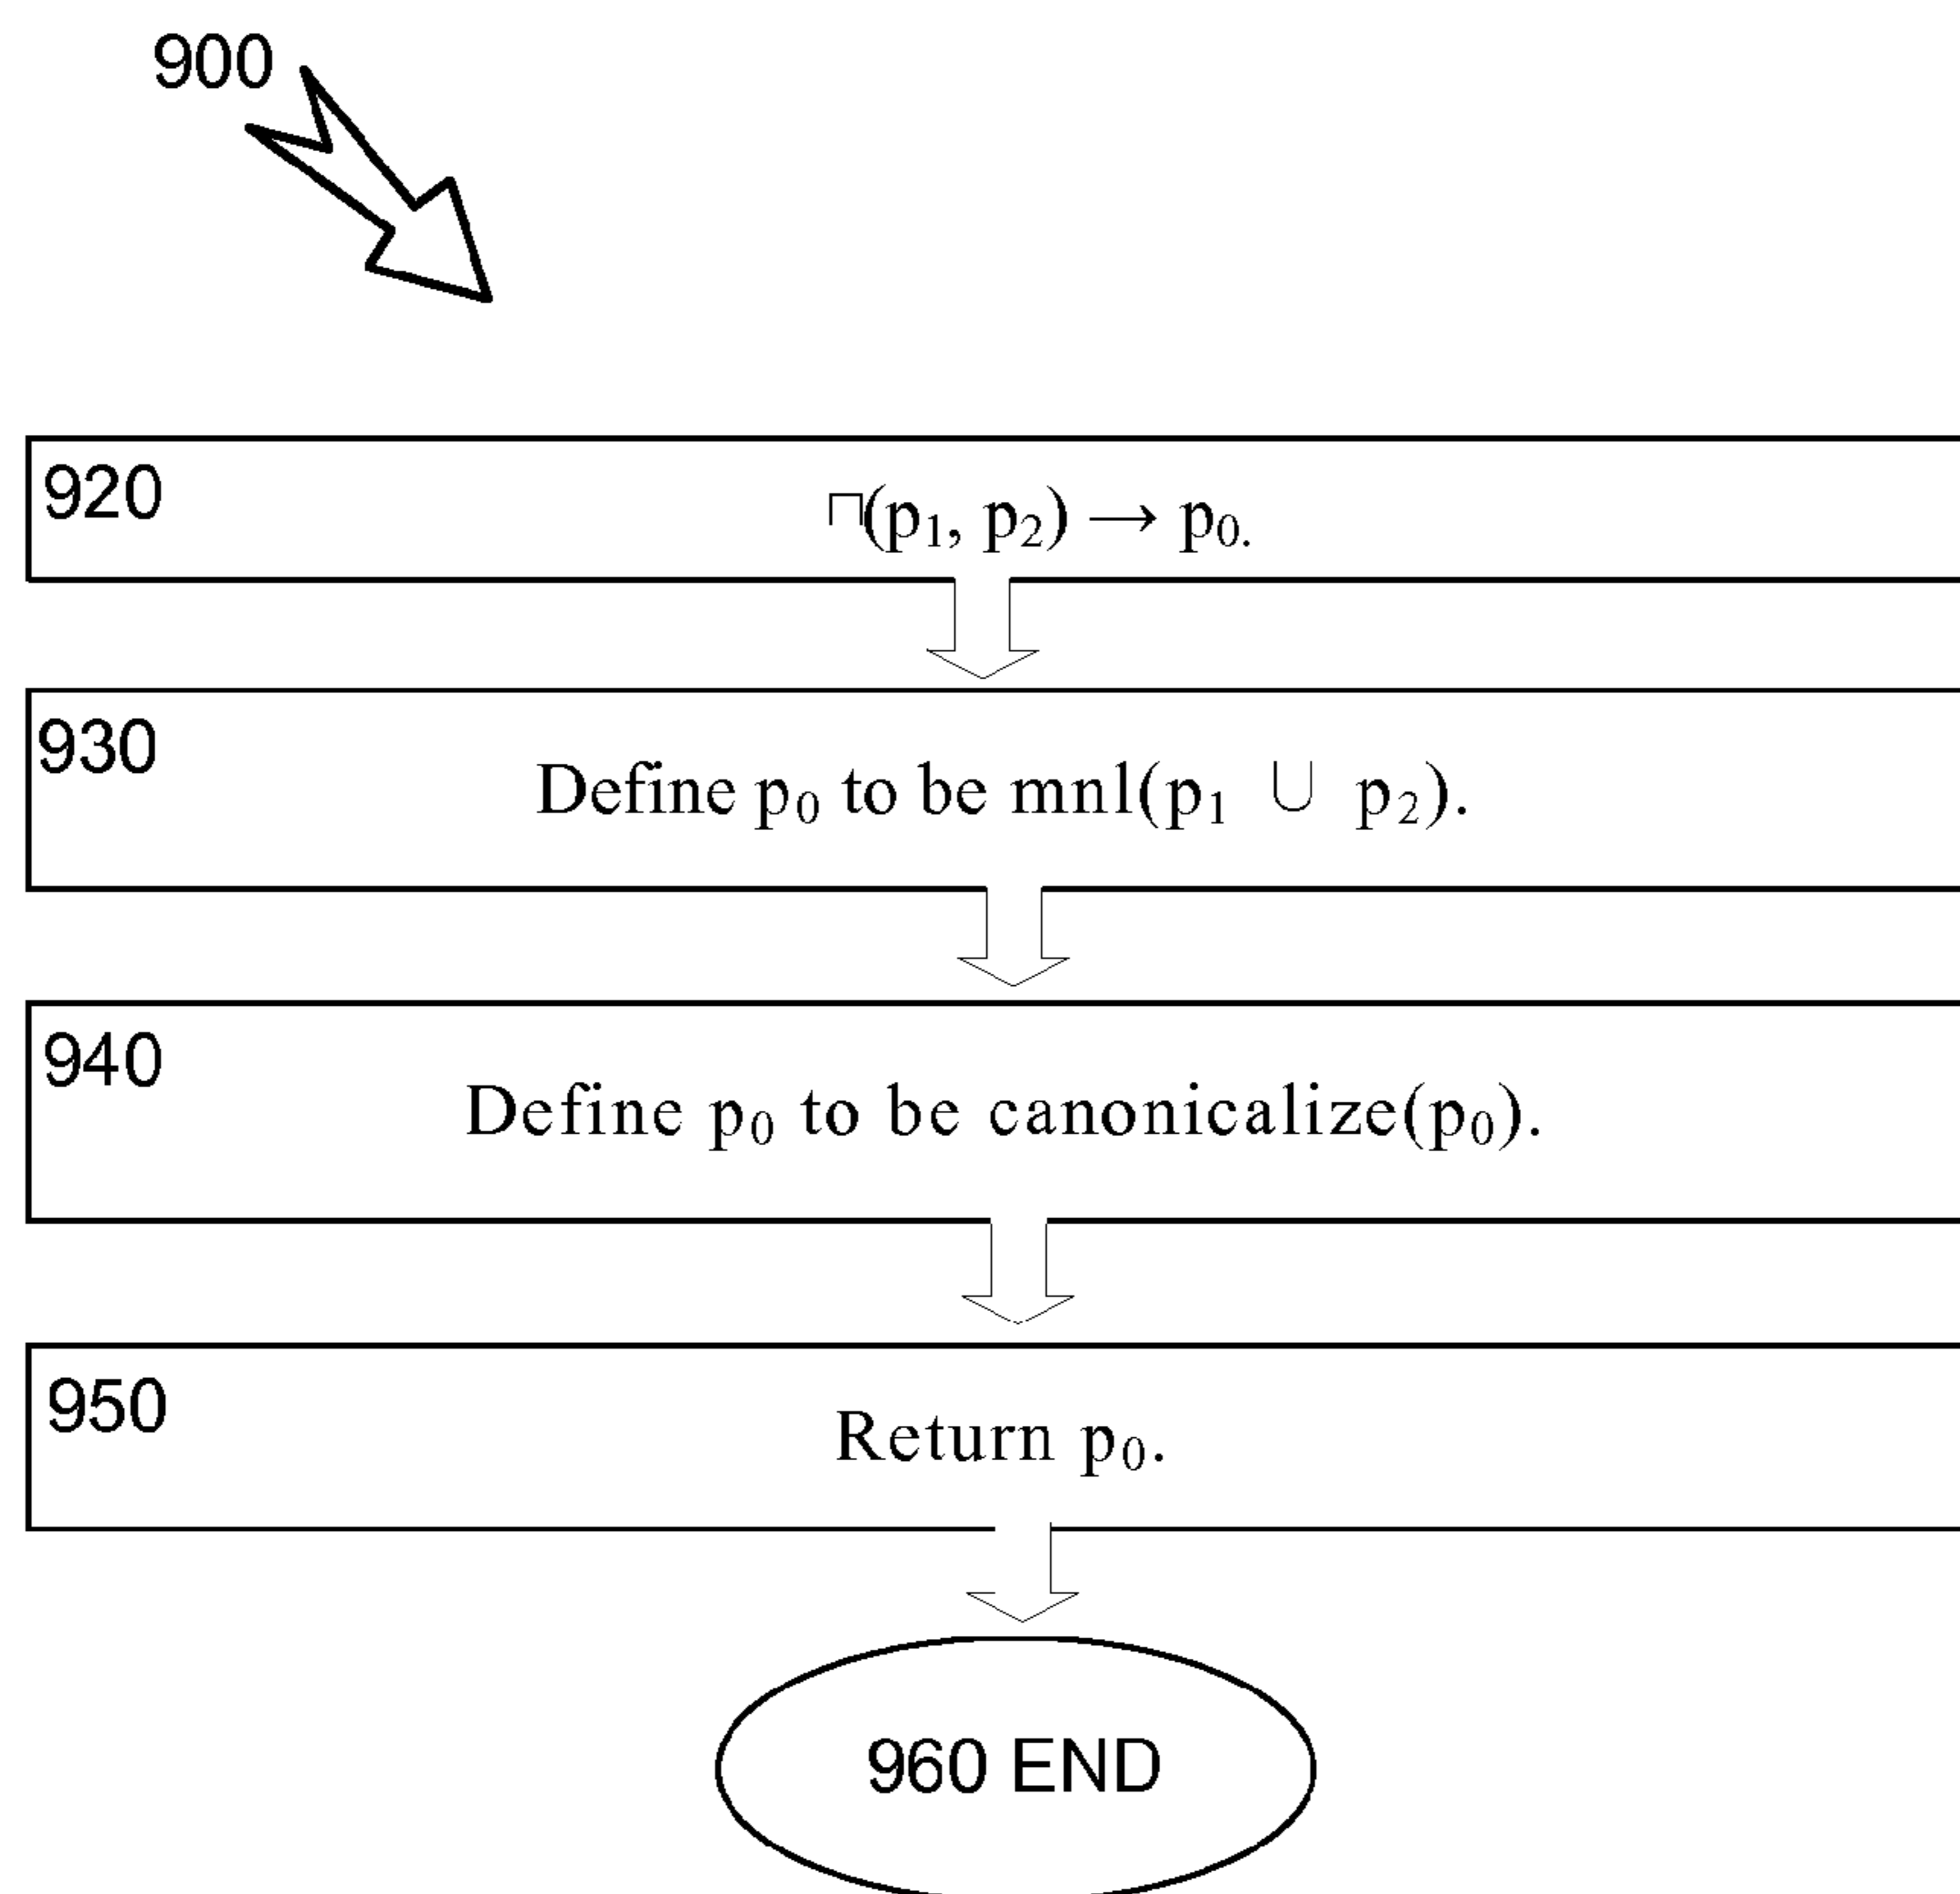 900
920
⊓(p₁, p₂) → p₀.
930
Define p₀ to be mnl(p₁ ∪ p₂).
940
Define p₀ to be canonicalize(p₀).
950
Return p₀.
960 END